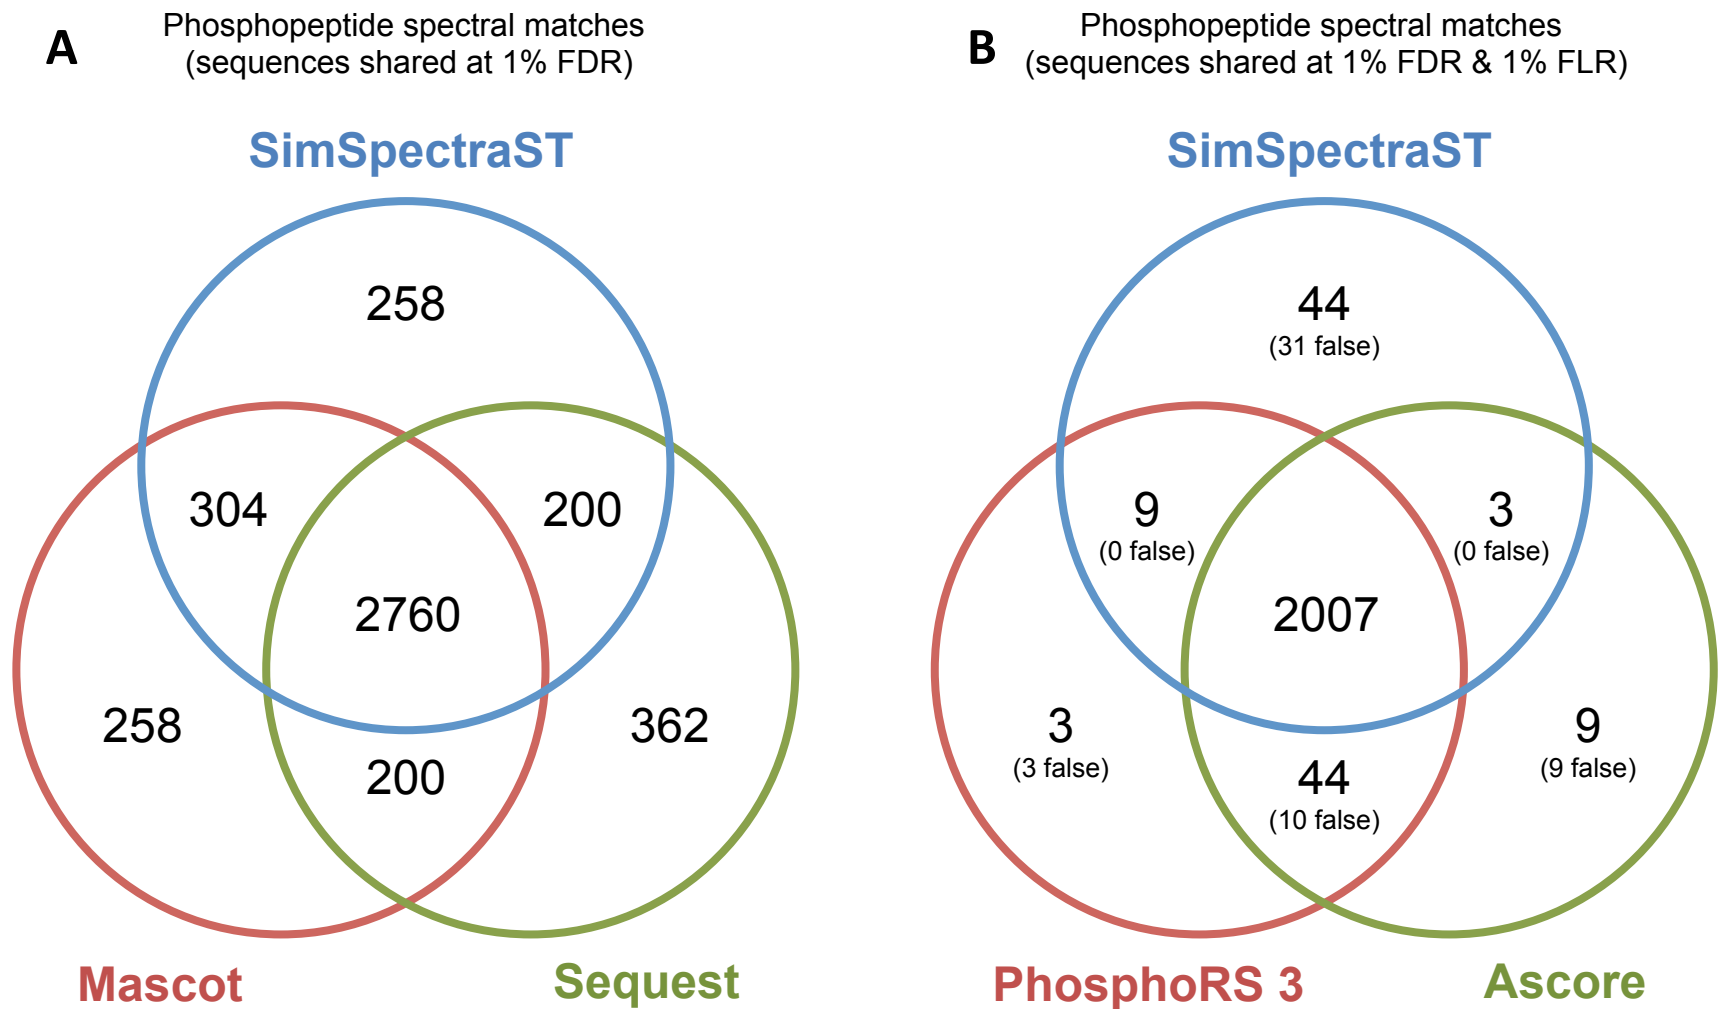 A
Phosphopeptide spectral matches
(sequences shared at 1% FDR)
SimSpectraST
258
304
200
2760
258
362
200
Mascot
Sequest
B
Phosphopeptide spectral matches
(sequences shared at 1% FDR & 1% FLR)
SimSpectraST
44
(31 false)
9
(0 false)
3
(0 false)
2007
3
(3 false)
9
(9 false)
44
(10 false)
PhosphoRS 3
Ascore